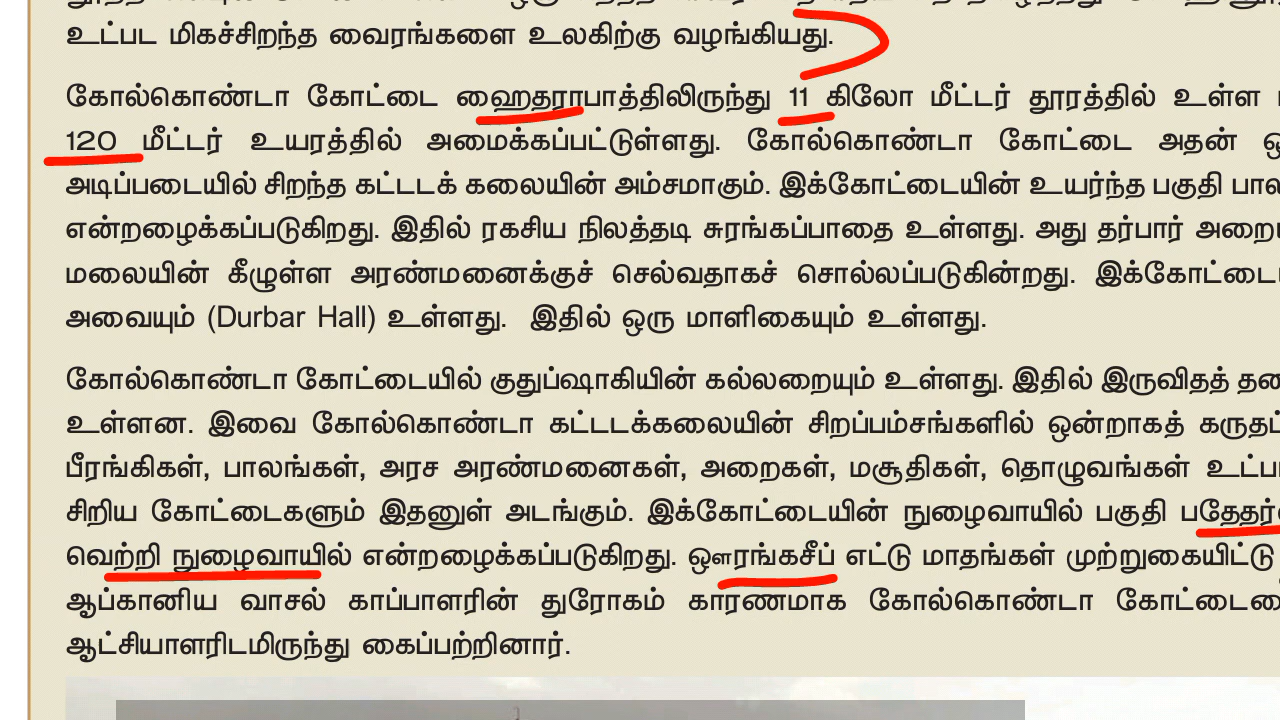 உட்பட மிகச்சிறந்த வைரங்களை உலகிற்கு வழங்கியது.
கோல்கொண்டா கோட்டை ஹைதராபாத்திலிருந்து 11 கிலோ மீட்டர் தூரத்தில் உள்ள
120 மீட்டர் உயரத்தில் அமைக்கப்பட்டுள்ளது. கோல்கொண்டா கோட்டை அதன்
அடிப்படையில் சிறந்த கட்டடக் கலையின் அம்சமாகும். இக்கோட்டையின் உயர்ந்த பகுதி
என்றழைக்கப்படுகிறது. இதில் ரகசிய நிலத்தடி சுரங்கப்பாதை உள்ளது. அது தர்பார்
மலையின் கீழுள்ள அரண்மனைக்குச் செல்வதாகச் சொல்லப்படுகின்றது.
அவையும் (Durbar Hall) உள்ளது. இதில் ஒரு மாளிகையும் உள்ளது.
கோல்கொண்டா கோட்டையில் குதுப்ஷாகியின் கல்லறையும் உள்ளது. இதில் இருவிதத்
உள்ளன. இவை கோல்கொண்டா கட்டடக்கலையின் சிறப்பம்சங்களில் ஒன்றாகத்
பீரங்கிகள், பாலங்கள், அரச அரண்மனைகள், அறைகள், மசூதிகள், தொழுவங்கள்
சிறிய கோட்டைகளும் இதனுள் அடங்கும். இக்கோட்டையின் நுழைவாயில் பகுதி
வெற்றி நுழைவாயில் என்றழைக்கப்படுகிறது. ஔரங்கசீப் எட்டு மாதங்கள் முற்றுகையிட்டு
ஆப்கானிய வாசல் காப்பாளரின் துரோகம் காரணமாக கோல்கொண்டா
ஆட்சியாளரிடமிருந்து கைப்பற்றினார்.